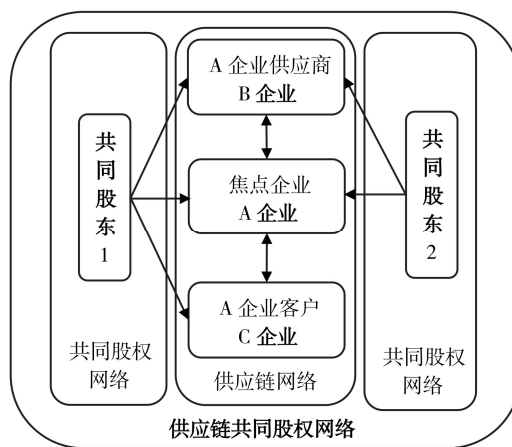 A 企业供应商
B 企业
共
同
股
东
1
焦点企业
A 企业
共
同
股
东
2
A 企业客户
C 企业
共同股权
网络
供应链网络
共同股权
网络
供应链共同股权网络